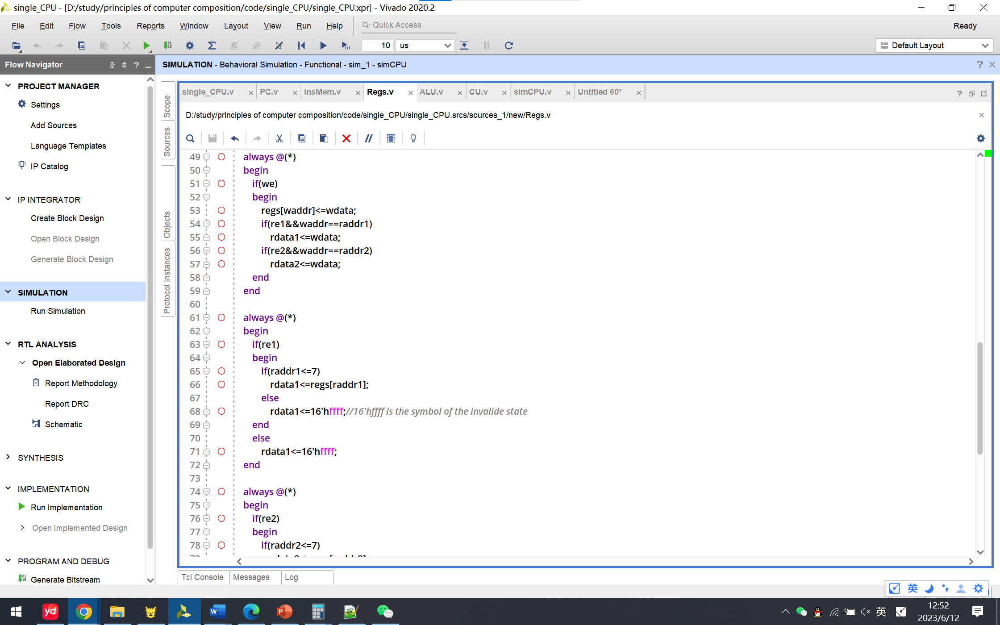 single_CPU - [D:/study/principles of computer composition/code/single_CPU/single_CPU.xpr] - Vivado 2020.2
File Edit Flow Tools Reports Window Layout View Run Help Quick Access Ready
10 us Default Layout
Flow Navigator
SIMULATION - Behavioral Simulation - Functional - sim_1 - simCPU
PROJECT MANAGER
Settings
Add Sources
Language Templates
IP Catalog
IP INTEGRATOR
Create Block Design
Open Block Design
Generate Block Design
SIMULATION
Run Simulation
RTL ANALYSIS
Open Elaborated Design
Report Methodology
Report DRC
Schematic
SYNTHESIS
IMPLEMENTATION
Run Implementation
Open Implemented Design
PROGRAM AND DEBUG
Generate Bitstream
Scope
Sources
Objects
Protocol Instances
single_CPU.v PC.v insMem.v Regs.v ALU.v CU.v simCPU.v Untitled 60*
D:/study/principles of computer composition/code/single_CPU/single_CPU.srcs/sources_1/new/Regs.v
49 always @(*)
50 begin
51 if(we)
52 begin
53 regs[waddr]<=wdata;
54 if(re1&&waddr==raddr1)
55 rdata1<=wdata;
56 if(re2&&waddr==raddr2)
57 rdata2<=wdata;
58 end
59 end
60
61 always @(*)
62 begin
63 if(re1)
64 begin
65 if(raddr1<=7)
66 rdata1<=regs[raddr1];
67 else
68 rdata1<=16'hffff;//16'hffff is the symbol of the invalide state
69 end
70 else
71 rdata1<=16'hffff;
72 end
73
74 always @(*)
75 begin
76 if(re2)
77 begin
78 if(raddr2<=7)
Tcl Console Messages Log
英
yd
英
12:52
2023/6/12